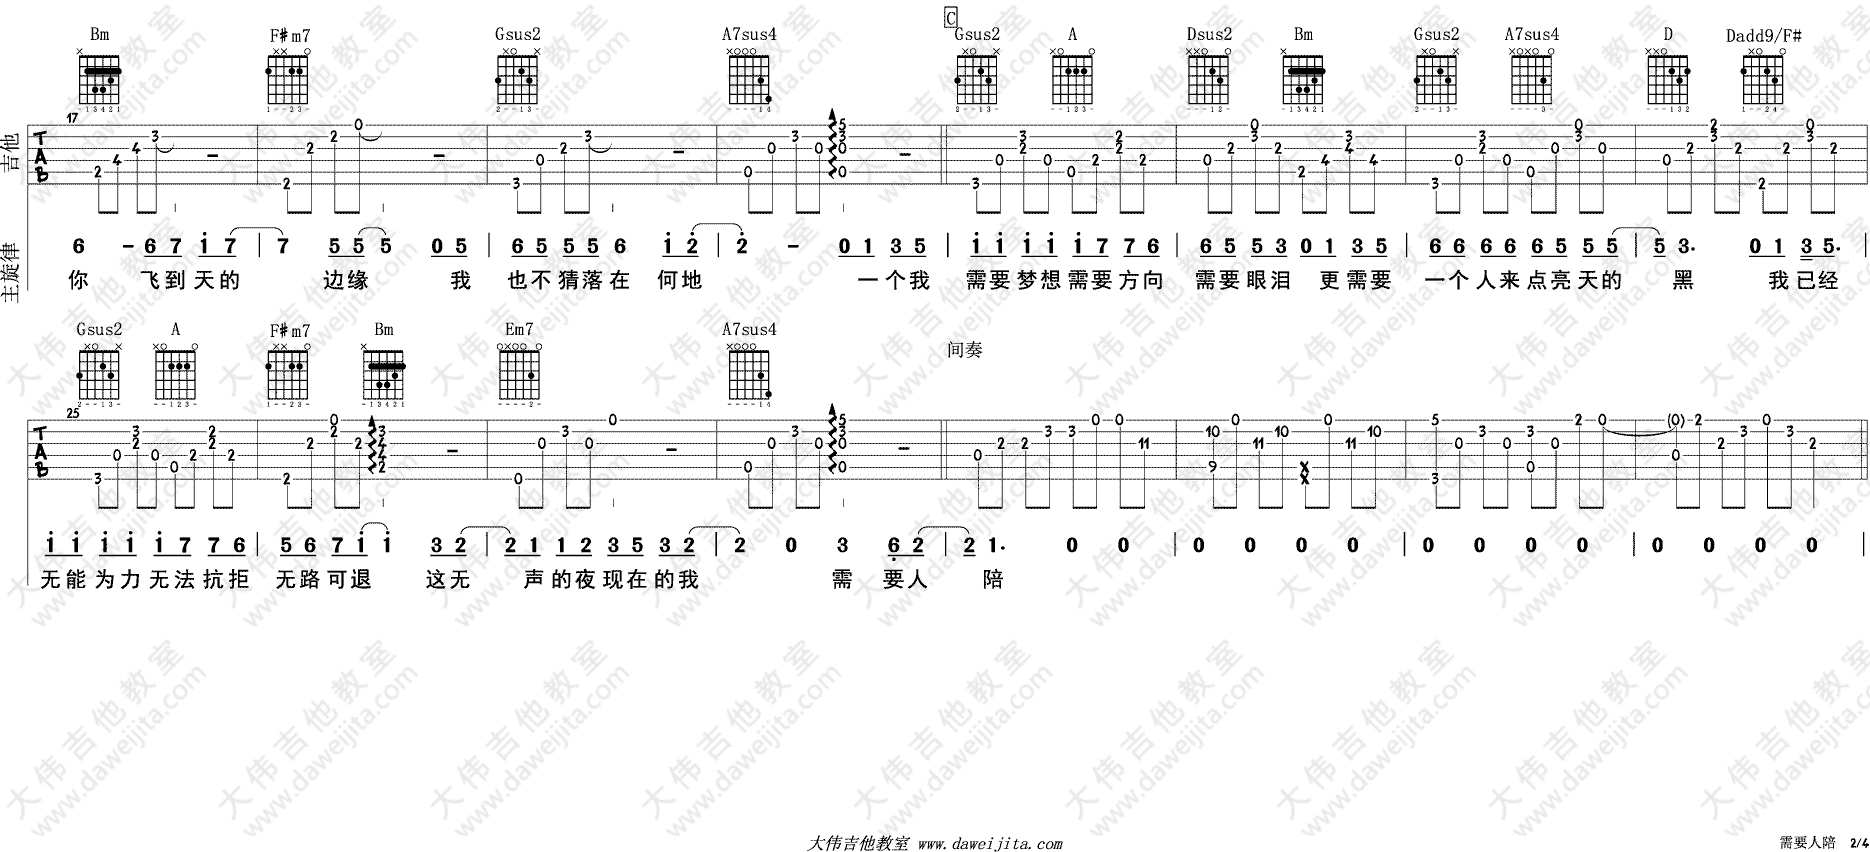 C
Bm F#m7 Gsus2 A7sus4 Gsus2 A Dsus2 Bm Gsus2 A7sus4 D Dadd9/F#
17
吉他
TAB
主旋律
6 - 6 7 i 7 | 7 5 5 5 0 5 | 6 5 5 5 6 i 2 | 2 - 0 1 3 5 | i i i i i 7 7 6 | 6 5 5 3 0 1 3 5 | 6 6 6 6 6 5 5 5 | 5 3· 0 1 3 5· |
你 飞到 天的 边缘 我 也不猜落在 何地 一个我 需要梦想需要方向 需要眼泪 更需要 一个人来点亮天的 黑 我已经
Gsus2 A F#m7 Bm Em7 A7sus4
间奏
25
TAB
i i i i i 7 7 6 | 5 6 7 i i 3 2 | 2 1 1 2 3 5 3 2 | 2 0 3 6 2 | 2 1· 0 0 | 0 0 0 0 | 0 0 0 0 | 0 0 0 0 |
无能为力无法抗拒 无路可退 这无 声的夜现在的我 需 要人 陪
大伟吉他教室 www.daweijita.com
需要人陪 2/4